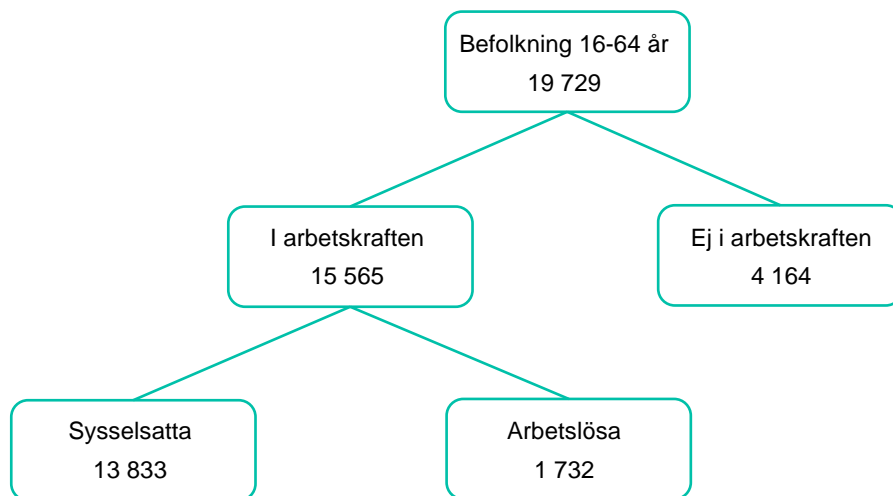 Befolkning 16-64 år
19 729
I arbetskraften
15 565
Ej i arbetskraften
4 164
Sysselsatta
13 833
Arbetslösa
1 732